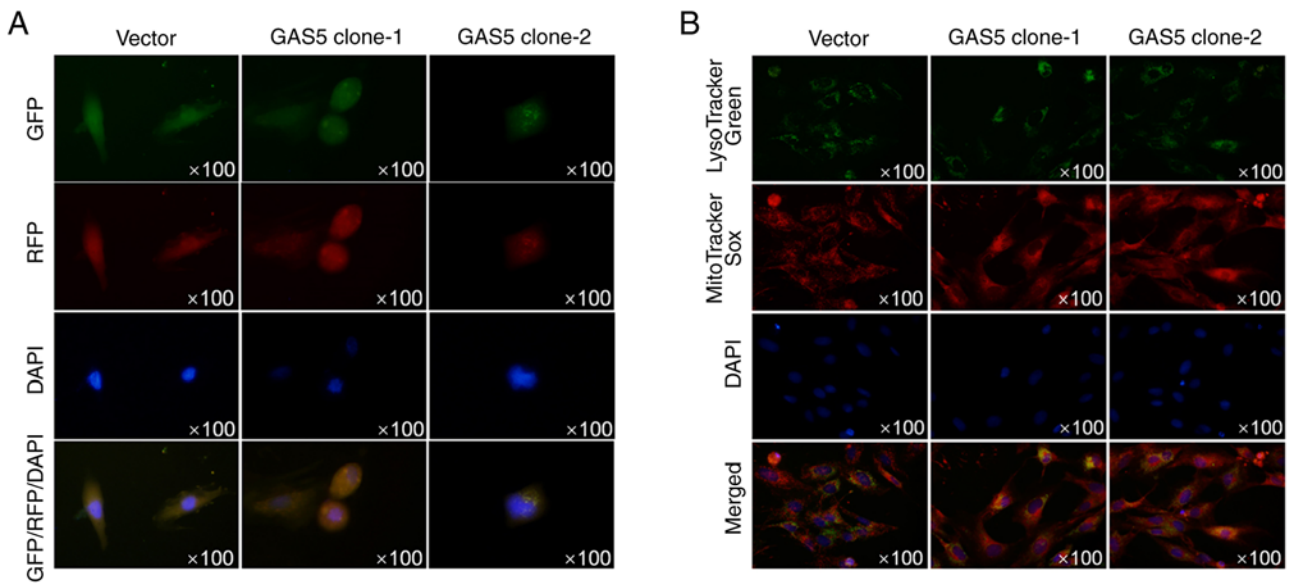 A
Vector GAS5 clone-1 GAS5 clone-2
GFP ×100 ×100 ×100
RFP ×100 ×100 ×100
DAPI ×100 ×100 ×100
GFP/RFP/DAPI ×100 ×100 ×100
B
Vector GAS5 clone-1 GAS5 clone-2
LysoTracker
Green ×100 ×100 ×100
MitoTracker
Sox ×100 ×100 ×100
DAPI ×100 ×100 ×100
Merged ×100 ×100 ×100